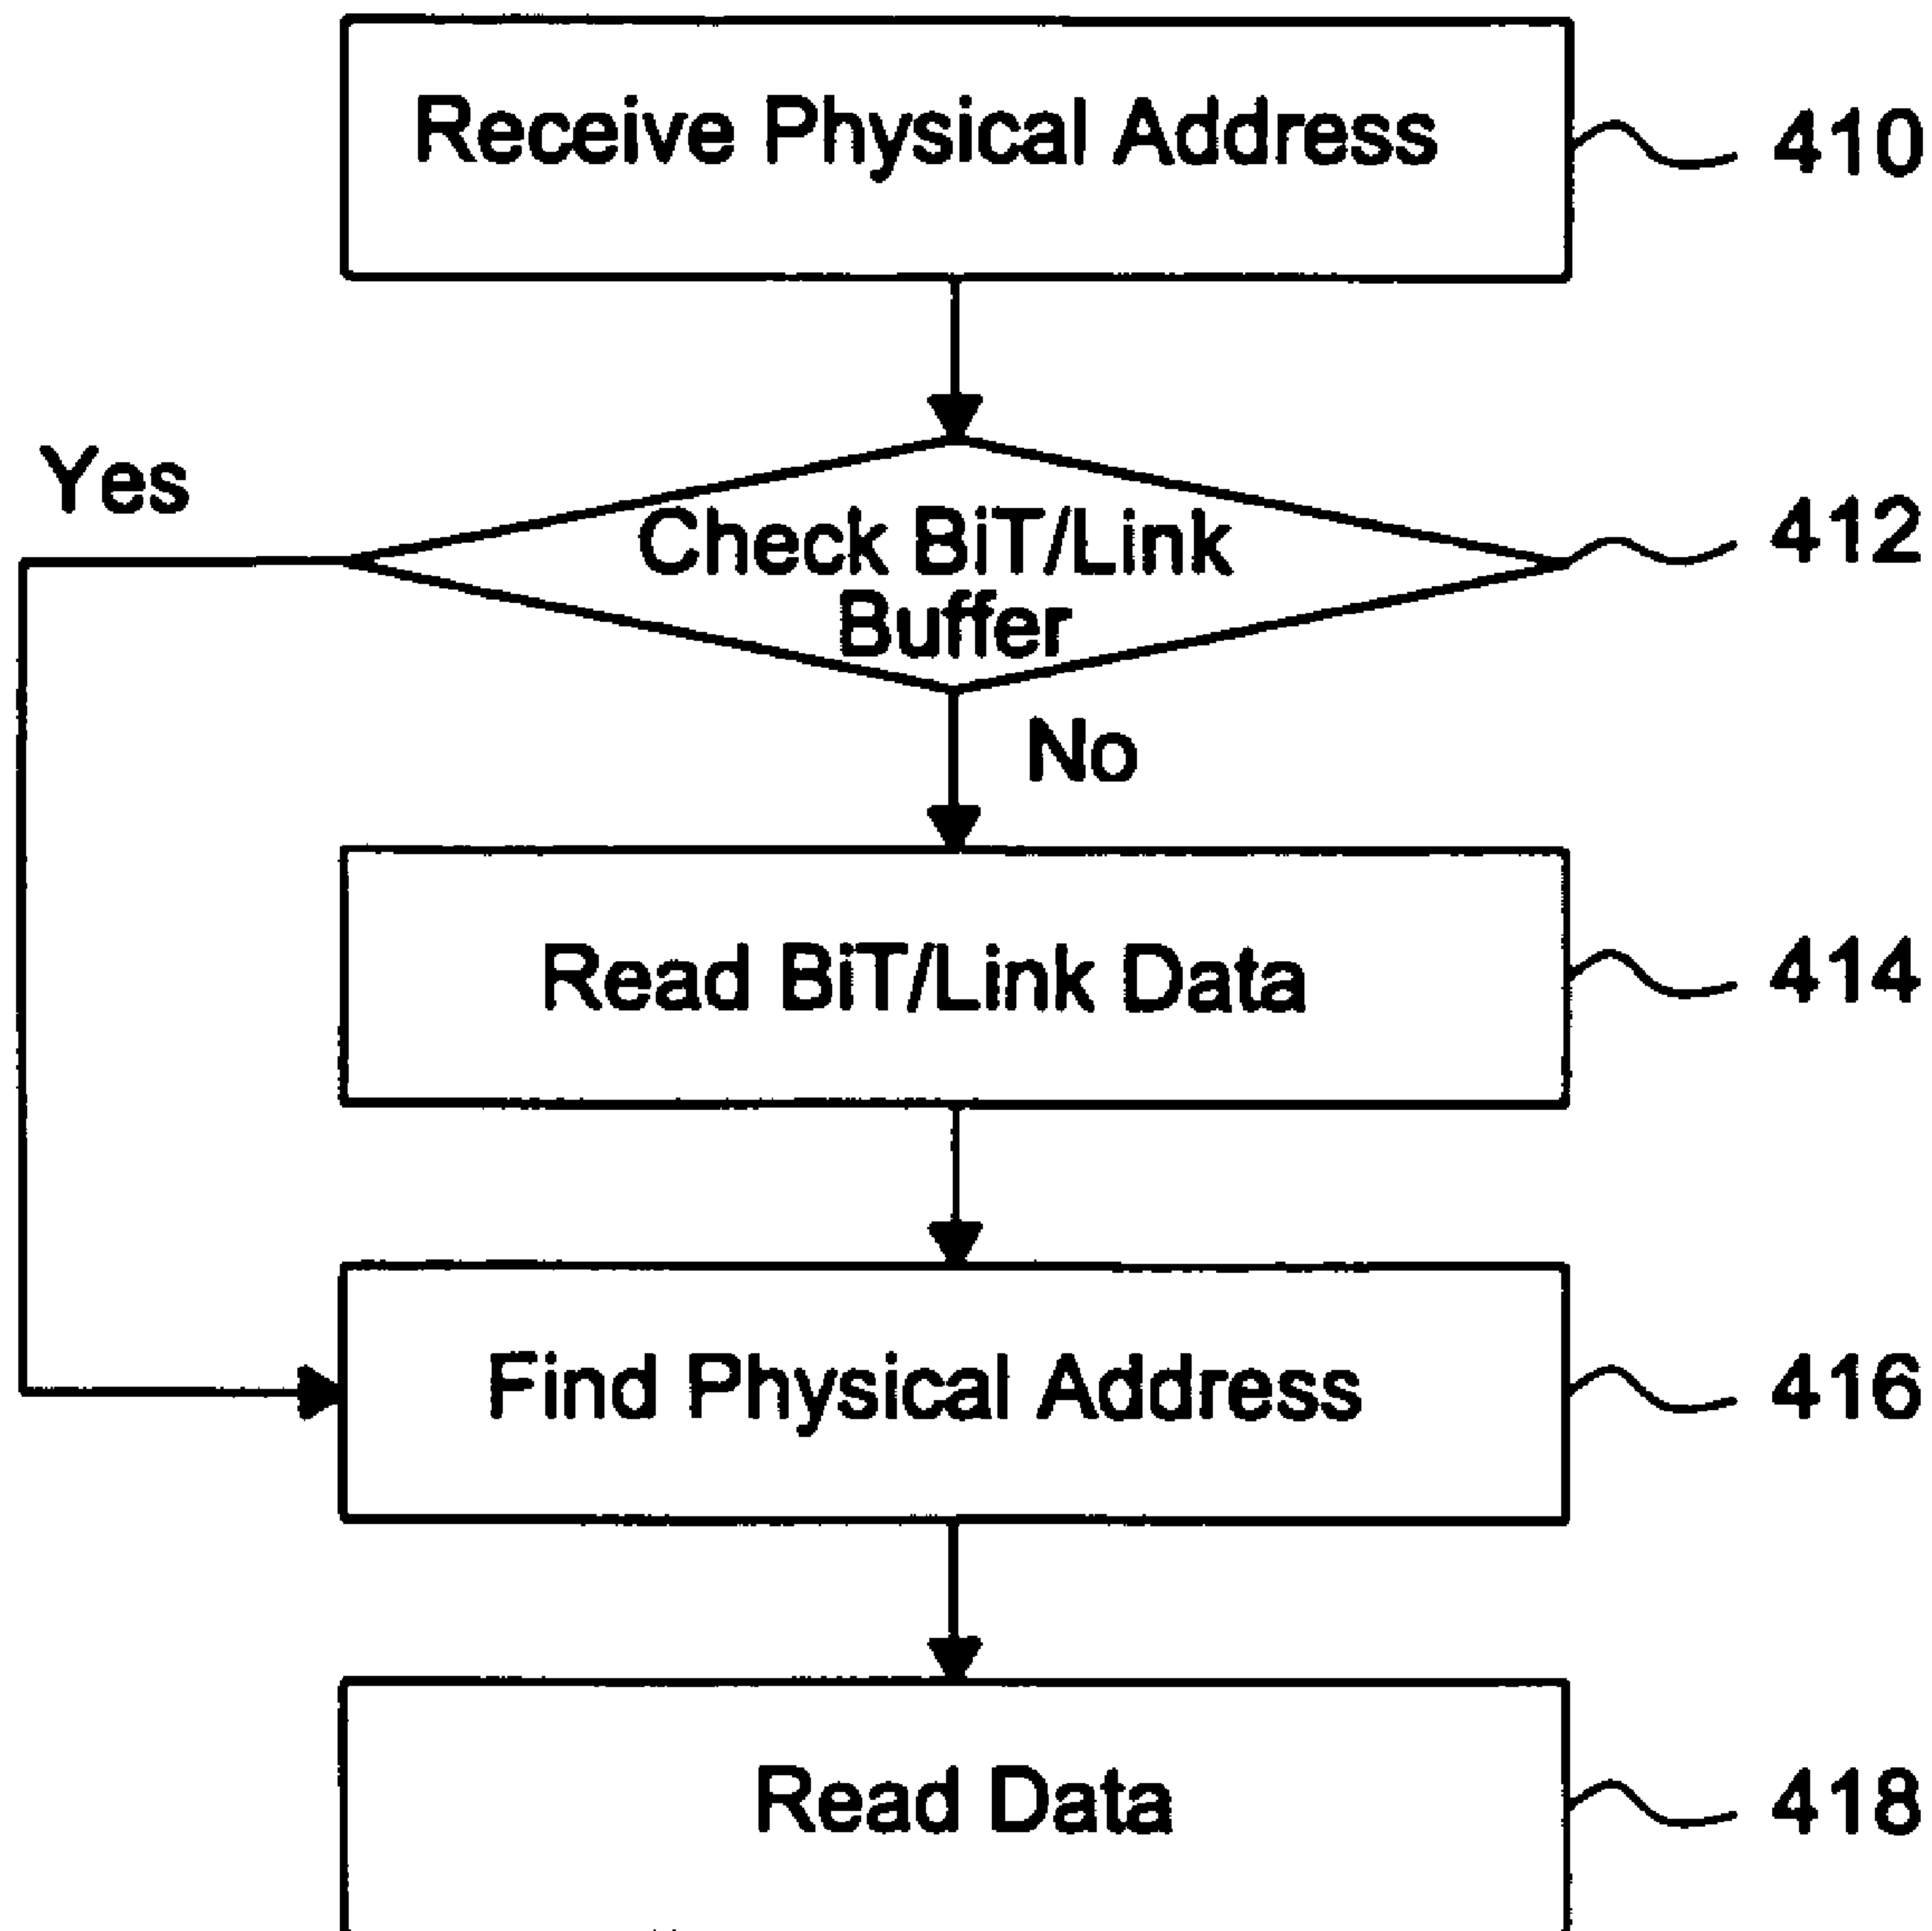 Receive Physical Address
410
Yes
Check BiT/Link
Buffer
412
No
Read BiT/Link Data
414
Find Physical Address
416
Read Data
418